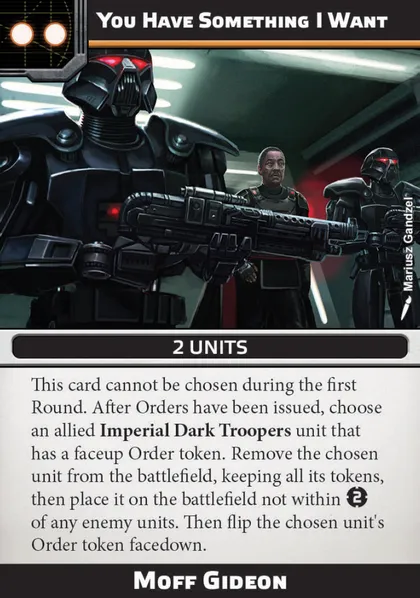 You Have Something I Want
Mariusz Gandzel
2 UNITS
This card cannot be chosen during the first
Round. After Orders have been issued, choose
an allied Imperial Dark Troopers unit that
has a faceup Order token. Remove the chosen
unit from the battlefield, keeping all its tokens,
then place it on the battlefield not within 2
of any enemy units. Then flip the chosen unit's
Order token facedown.
Moff Gideon